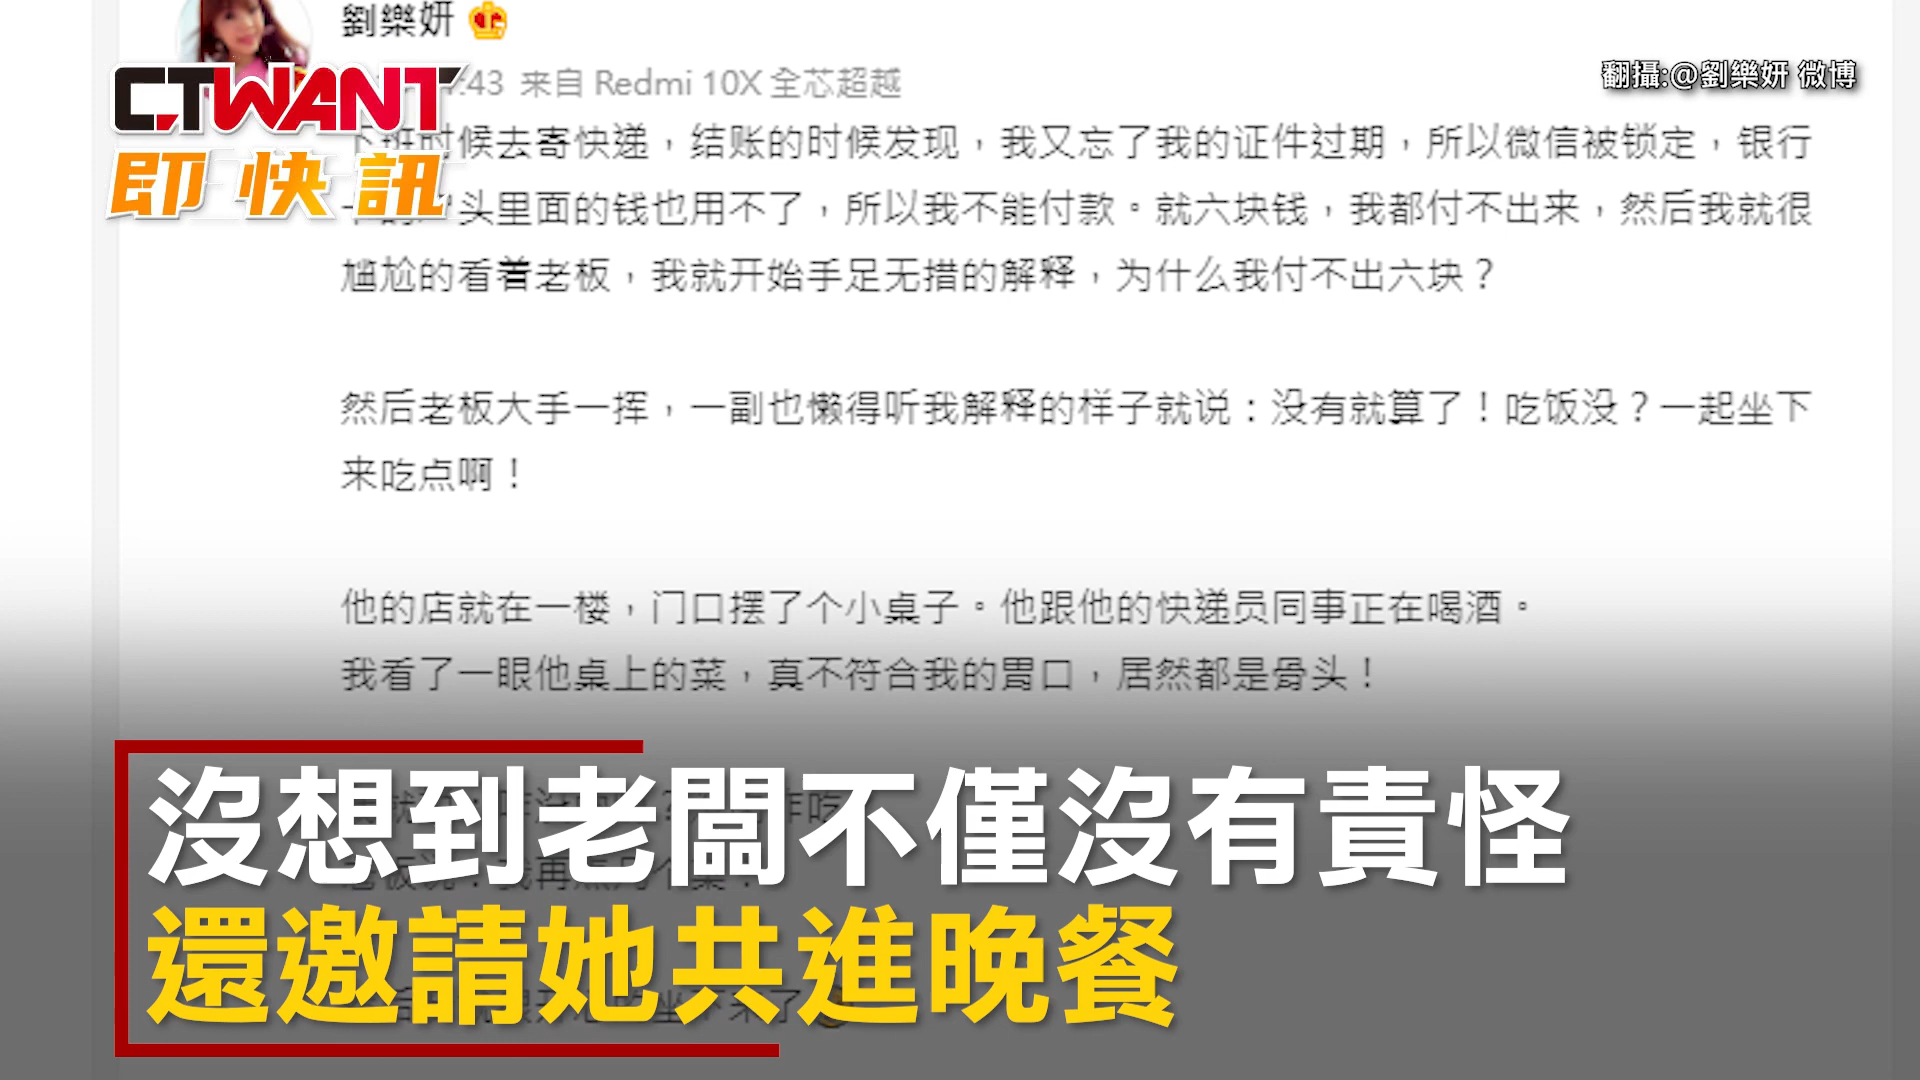 劉樂妍
:43 来自 Redmi 10X 全芯超越
翻攝:@劉樂妍 微博
CTWANT
即快訊
下班时候去寄快递，结账的时候发现，我又忘了我的证件过期，所以微信被锁定，银行
头里面的钱也用不了，所以我不能付款。就六块钱，我都付不出来，然后我就很
尴尬的看着老板，我就开始手足无措的解释，为什么我付不出六块？
然后老板大手一挥，一副也懒得听我解释的样子就说：没有就算了！吃饭没？一起坐下
来吃点啊！
他的店就在一楼，门口摆了个小桌子。他跟他的快递员同事正在喝酒。
我看了一眼他桌上的菜，真不符合我的胃口，居然都是骨头！
沒想到老闆不僅沒有責怪
還邀請她共進晚餐